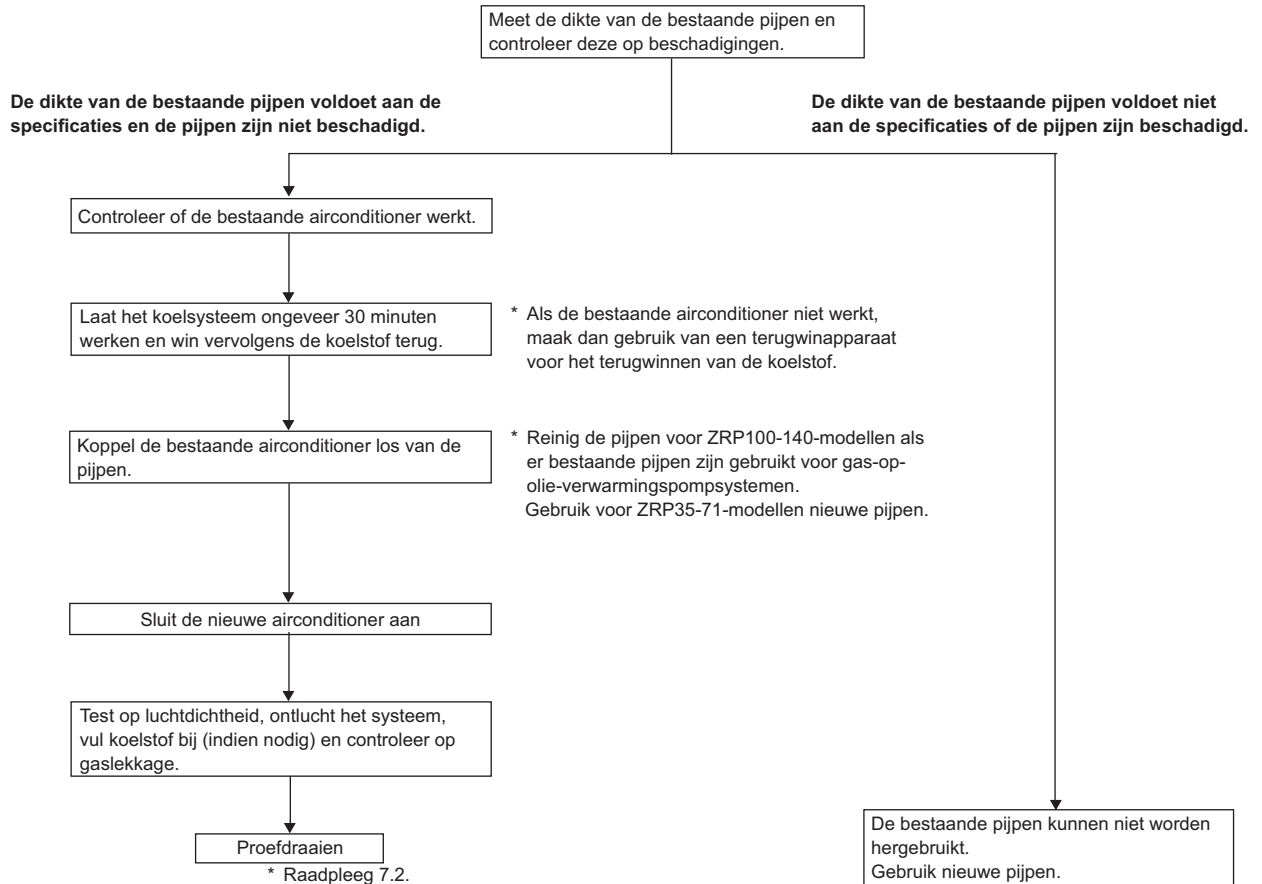 Meet de dikte van de bestaande pijpen en
controleer deze op beschadigingen.
De dikte van de bestaande pijpen voldoet aan de
specificaties en de pijpen zijn niet beschadigd.
De dikte van de bestaande pijpen voldoet niet
aan de specificaties of de pijpen zijn beschadigd.
Controleer of de bestaande airconditioner werkt.
Laat het koelsysteem ongeveer 30 minuten
werken en win vervolgens de koelstof terug.
* Als de bestaande airconditioner niet werkt,
maak dan gebruik van een terugwinapparaat
voor het terugwinnen van de koelstof.
Koppel de bestaande airconditioner los van de
pijpen.
* Reinig de pijpen voor ZRP100-140-modellen als
er bestaande pijpen zijn gebruikt voor gas-op-
olie-verwarmingspompsystemen.
Gebruik voor ZRP35-71-modellen nieuwe pijpen.
Sluit de nieuwe airconditioner aan
Test op luchtdichtheid, ontlucht het systeem,
vul koelstof bij (indien nodig) en controleer op
gaslekkage.
Proefdraaien
* Raadpleeg 7.2.
De bestaande pijpen kunnen niet worden
hergebruikt.
Gebruik nieuwe pijpen.